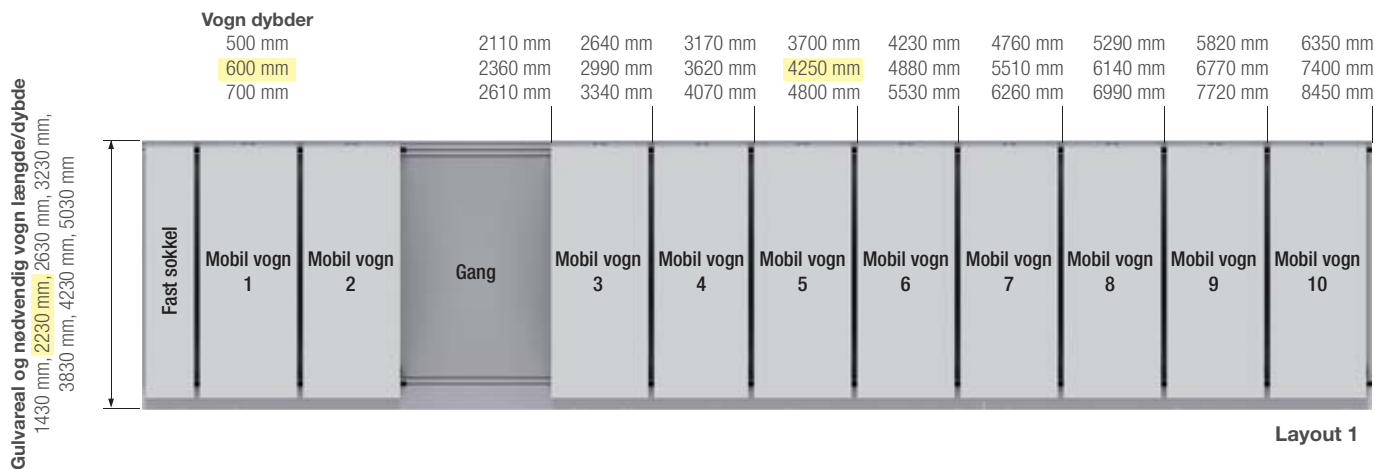 Vogn dybder
500 mm 2110 mm 2640 mm 3170 mm 3700 mm 4230 mm 4760 mm 5290 mm 5820 mm 6350 mm
600 mm 2360 mm 2990 mm 3620 mm 4250 mm 4880 mm 5510 mm 6140 mm 6770 mm 7400 mm
700 mm 2610 mm 3340 mm 4070 mm 4800 mm 5530 mm 6260 mm 6990 mm 7720 mm 8450 mm
Gulvareal og nødvendig vogn længde/dybde
1430 mm, 2230 mm, 2630 mm, 3230 mm,
3830 mm, 4230 mm, 5030 mm
Fast sokkel
Mobil vogn
1
Mobil vogn
2
Gang
Mobil vogn
3
Mobil vogn
4
Mobil vogn
5
Mobil vogn
6
Mobil vogn
7
Mobil vogn
8
Mobil vogn
9
Mobil vogn
10
Layout 1